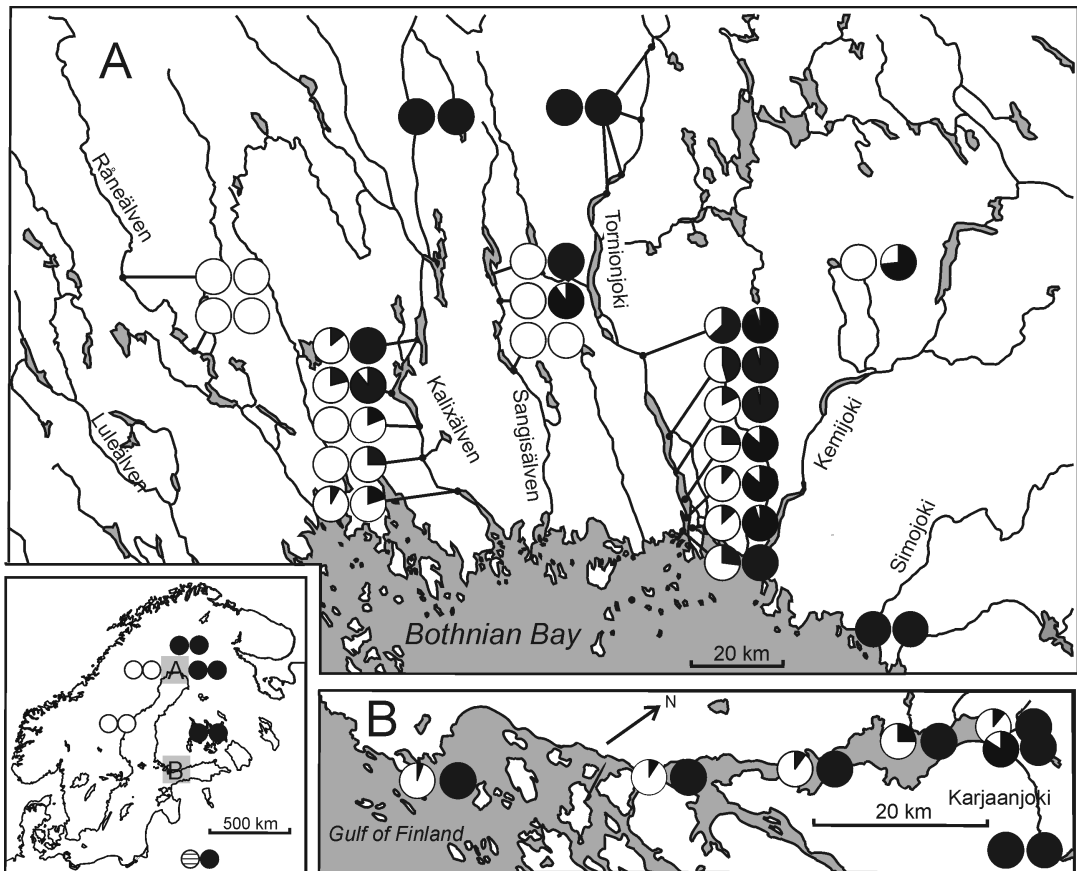 A
Råneälven
Luleälven
Kalixälven
Sangisälven
Tornionjoki
Kemijoki
Simojoki
Bothnian Bay
20 km
A
B
500 km
B
N
Gulf of Finland
20 km
Karjaanjoki